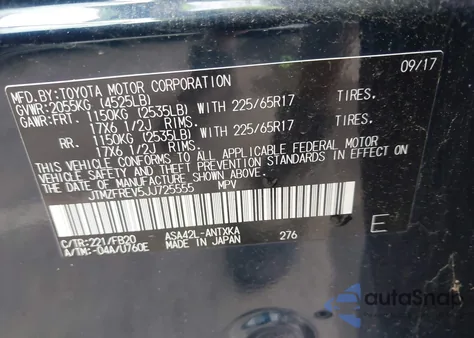 MFD.BY:TOYOTA MOTOR CORPORATION 09/17
GVWR:2055KG (4525LB)
GAWR:FRT. 1150KG (2535LB) WITH 225/65R17 TIRES.
17X6 1/2J RIMS.
RR. 1150KG (2535LB) WITH 225/65R17 TIRES.
17X6 1/2J RIMS.
THIS VEHICLE CONFORMS TO ALL APPLICABLE FEDERAL MOTOR
VEHICLE SAFETY AND THEFT PREVENTION STANDARDS IN EFFECT
ON THE DATE OF MANUFACTURE SHOWN ABOVE.
JTMZFREV5JJ725555 MPV
C/TR:221/FB20 ASA42L-ANTXKA E
A/TM:-04A/U760E MADE IN JAPAN 276
autoSnab